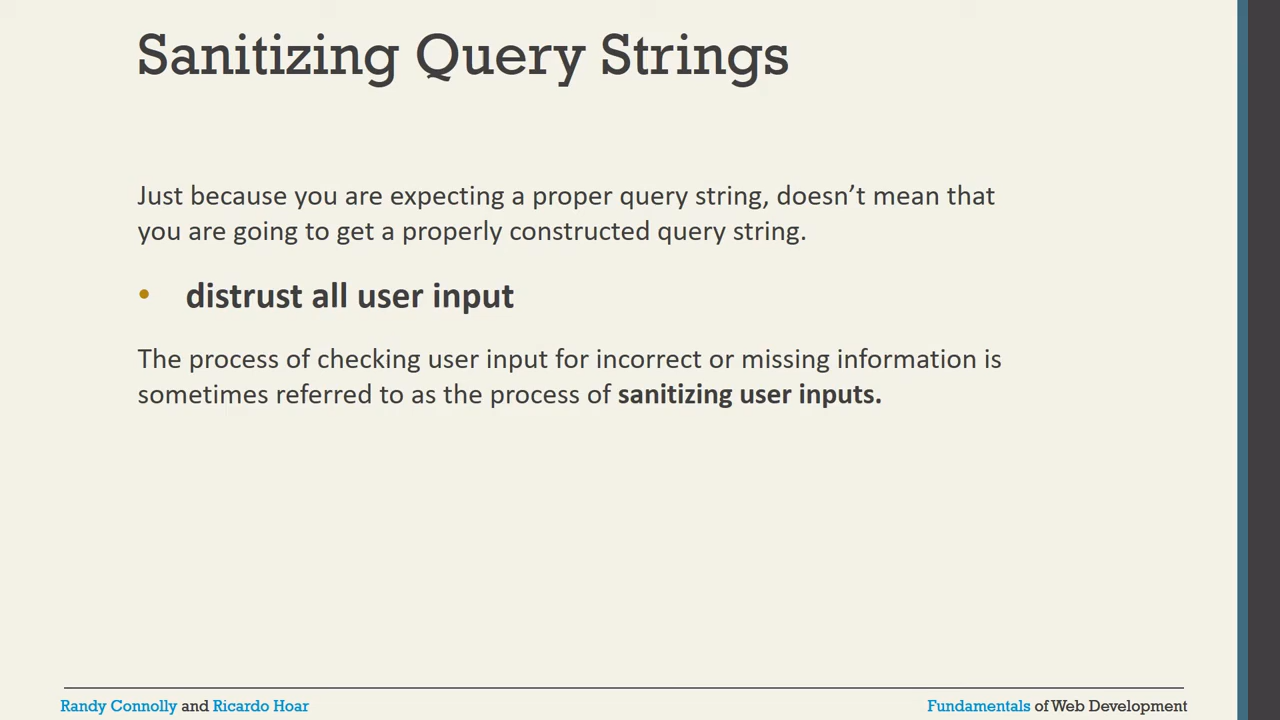 Sanitizing Query Strings
Just because you are expecting a proper query string, doesn’t mean that
you are going to get a properly constructed query string.
• distrust all user input
The process of checking user input for incorrect or missing information is
sometimes referred to as the process of sanitizing user inputs.
Randy Connolly and Ricardo Hoar
Fundamentals of Web Development